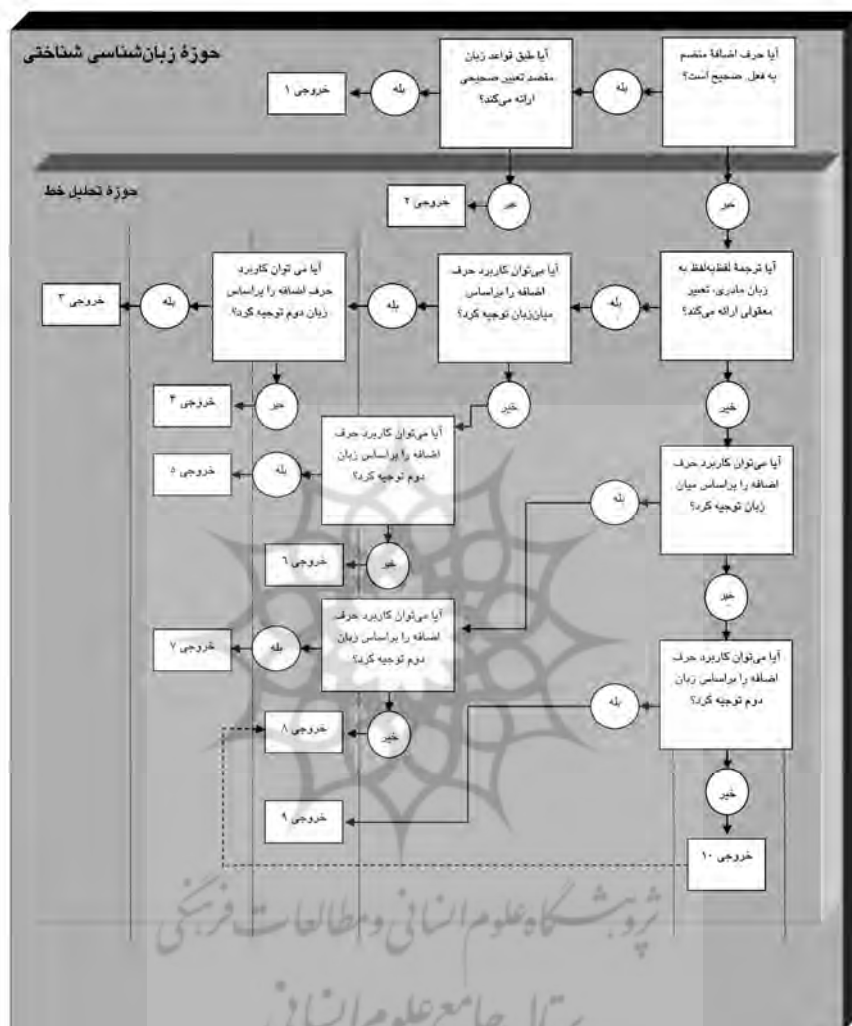 حوزهٔ زبان‌شناسی شناختی
آیا حرف اضافهٔ منضم
به فعل صحیح است؟
بله
آیا طبق قواعد زبان
مقصد تعبیر صحیحی
ارائه می‌کند؟
بله
خروجی ۱
حوزهٔ تحلیل خط
خیر
خیر
خروجی ۲
آیا ترجمهٔ لفظ‌به‌لفظ به
زبان مادری، تعبیر
معقولی ارائه می‌کند؟
بله
آیا می‌توان کاربرد حرف
اضافه را براساس
میان‌زبان توجیه کرد؟
بله
آیا می توان کاربرد
حرف اضافه را براساس
زبان دوم توجیه کرد؟
بله
خروجی ۳
خیر
خیر
خیر
خروجی ۴
آیا می‌توان کاربرد حرف
اضافه را براساس میان
زبان توجیه کرد؟
بله
آیا می‌توان کاربرد حرف
اضافه را براساس زبان
دوم توجیه کرد؟
بله
خروجی ۵
خیر
خروجی ۶
خیر
آیا می‌توان کاربرد حرف
اضافه را براساس زبان
دوم توجیه کرد؟
بله
خروجی ۷
خیر
خروجی ۸
آیا می‌توان کاربرد حرف
اضافه را براساس زبان
دوم توجیه کرد؟
بله
خروجی ۹
خیر
خروجی ۱۰
پژوهشگاه علوم انسانی و مطالعات فرهنگی
پرتال جامع علوم انسانی